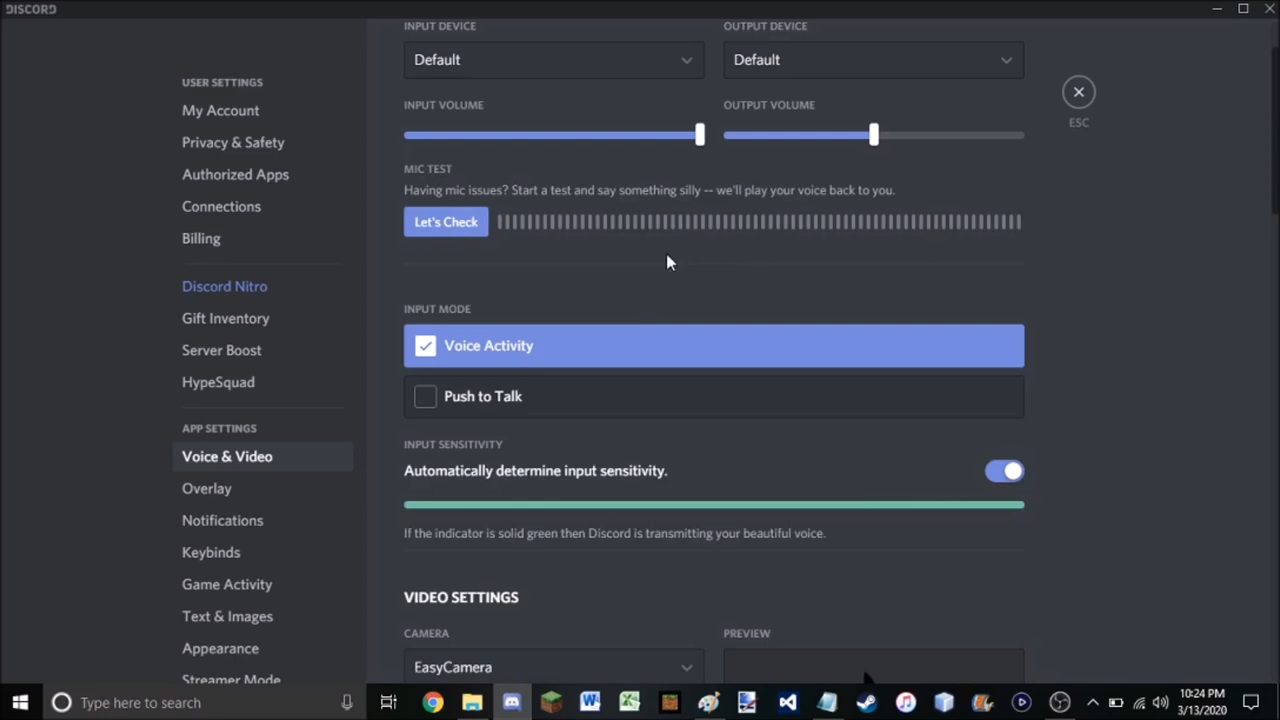 DISCORD
USER SETTINGS
My Account
Privacy & Safety
Authorized Apps
Connections
Billing
Discord Nitro
Gift Inventory
Server Boost
HypeSquad
APP SETTINGS
Voice & Video
Overlay
Notifications
Keybinds
Game Activity
Text & Images
Appearance
Streamer Mode
INPUT DEVICE
OUTPUT DEVICE
Default
Default
INPUT VOLUME
OUTPUT VOLUME
MIC TEST
Having mic issues? Start a test and say something silly -- we'll play your voice back to you.
Let's Check
INPUT MODE
Voice Activity
Push to Talk
INPUT SENSITIVITY
Automatically determine input sensitivity.
If the indicator is solid green then Discord is transmitting your beautiful voice.
VIDEO SETTINGS
CAMERA
PREVIEW
EasyCamera
ESC
Type here to search
10:24 PM
3/13/2020